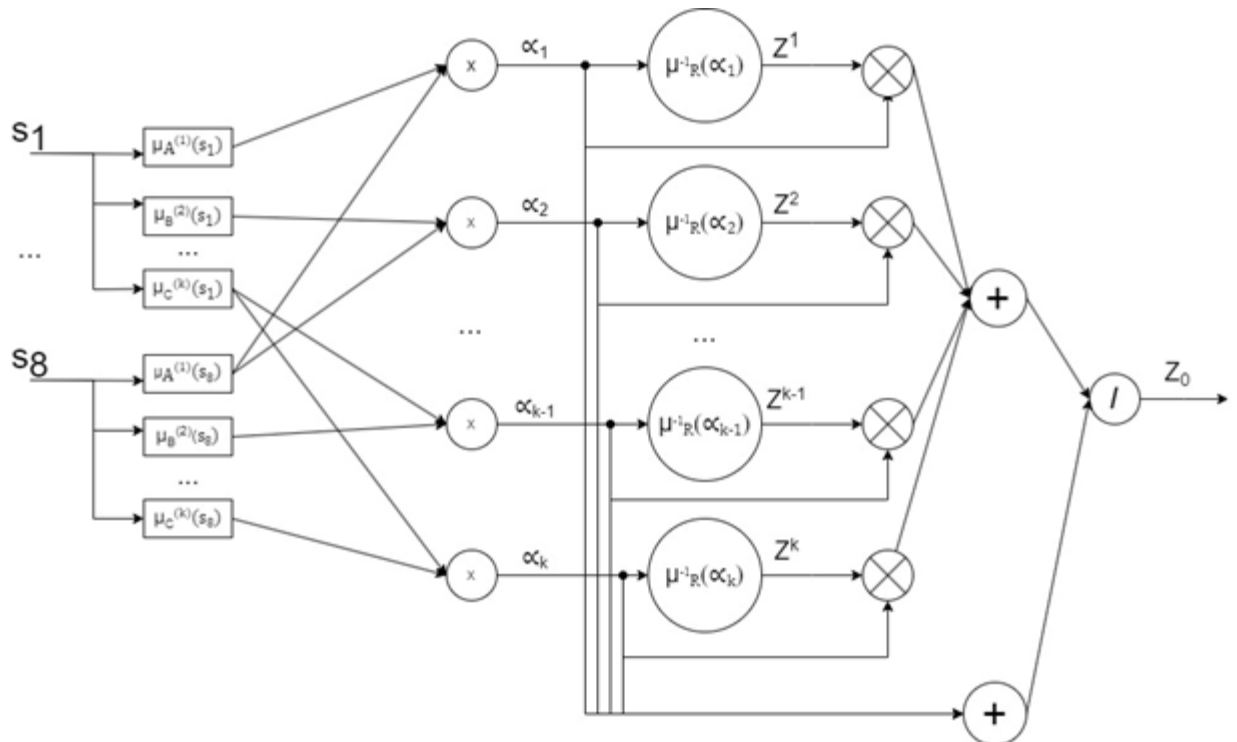 ∝₁ Z¹
x μ⁻¹R(∝₁)
s1 μA⁽¹⁾(s₁)
μB⁽²⁾(s₁) x ∝₂ μ⁻¹R(∝₂) Z²
... ...
μC⁽ᵏ⁾(s₁) +
... ...
s8 μA⁽¹⁾(s₈) / Z₀
μB⁽²⁾(s₈) x ∝k-1 μ⁻¹R(∝k-1) Zᵏ⁻¹
...
μC⁽ᵏ⁾(s₈)
x ∝k μ⁻¹R(∝k) Zᵏ
+